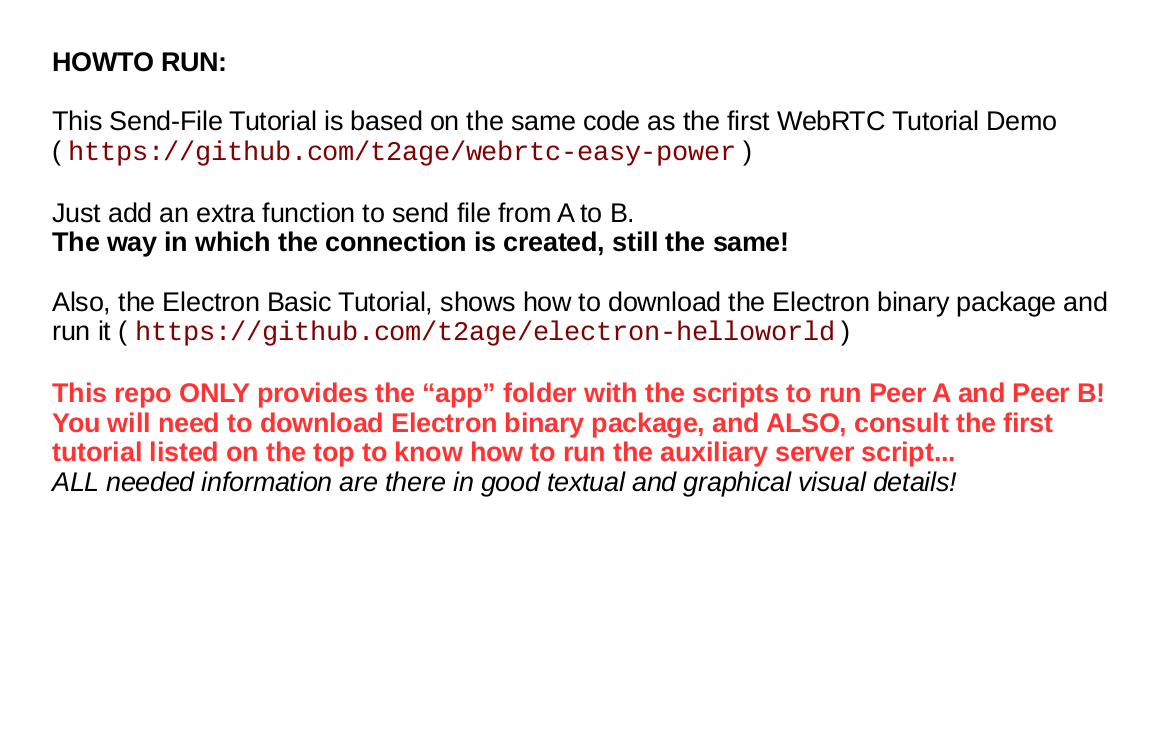 HOWTO RUN:
This Send-File Tutorial is based on the same code as the first WebRTC Tutorial Demo
( https://github.com/t2age/webrtc-easy-power )
Just add an extra function to send file from A to B.
The way in which the connection is created, still the same!
Also, the Electron Basic Tutorial, shows how to download the Electron binary package and
run it ( https://github.com/t2age/electron-helloworld )
This repo ONLY provides the “app” folder with the scripts to run Peer A and Peer B!
You will need to download Electron binary package, and ALSO, consult the first
tutorial listed on the top to know how to run the auxiliary server script...
ALL needed information are there in good textual and graphical visual details!